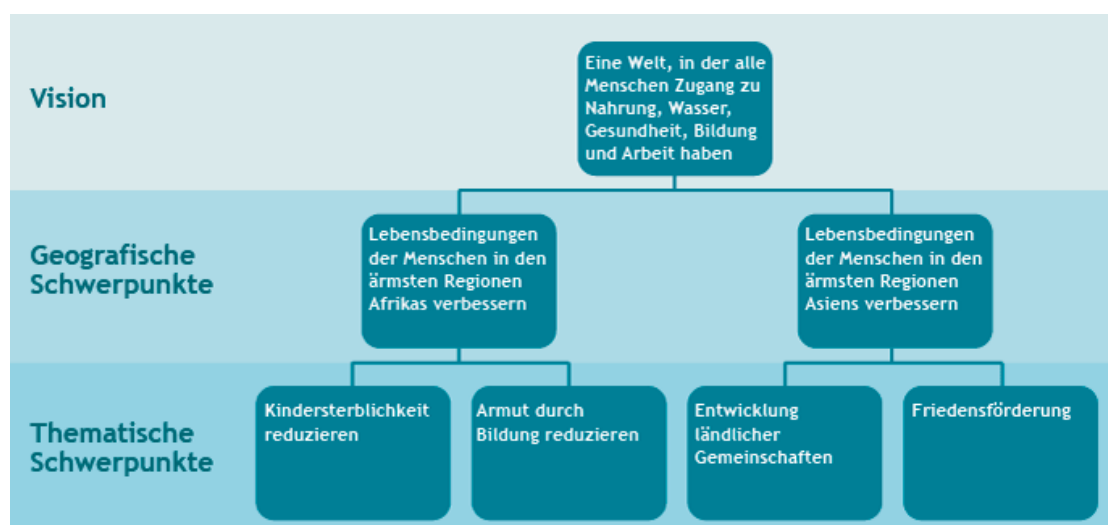 Vision
Eine Welt, in der alle
Menschen Zugang zu
Nahrung, Wasser,
Gesundheit, Bildung
und Arbeit haben
Geografische
Schwerpunkte
Lebensbedingungen
der Menschen in den
ärmsten Regionen
Afrikas verbessern
Lebensbedingungen
der Menschen in den
ärmsten Regionen
Asiens verbessern
Thematische
Schwerpunkte
Kindersterblichkeit
reduzieren
Armut durch
Bildung reduzieren
Entwicklung
ländlicher
Gemeinschaften
Friedensförderung